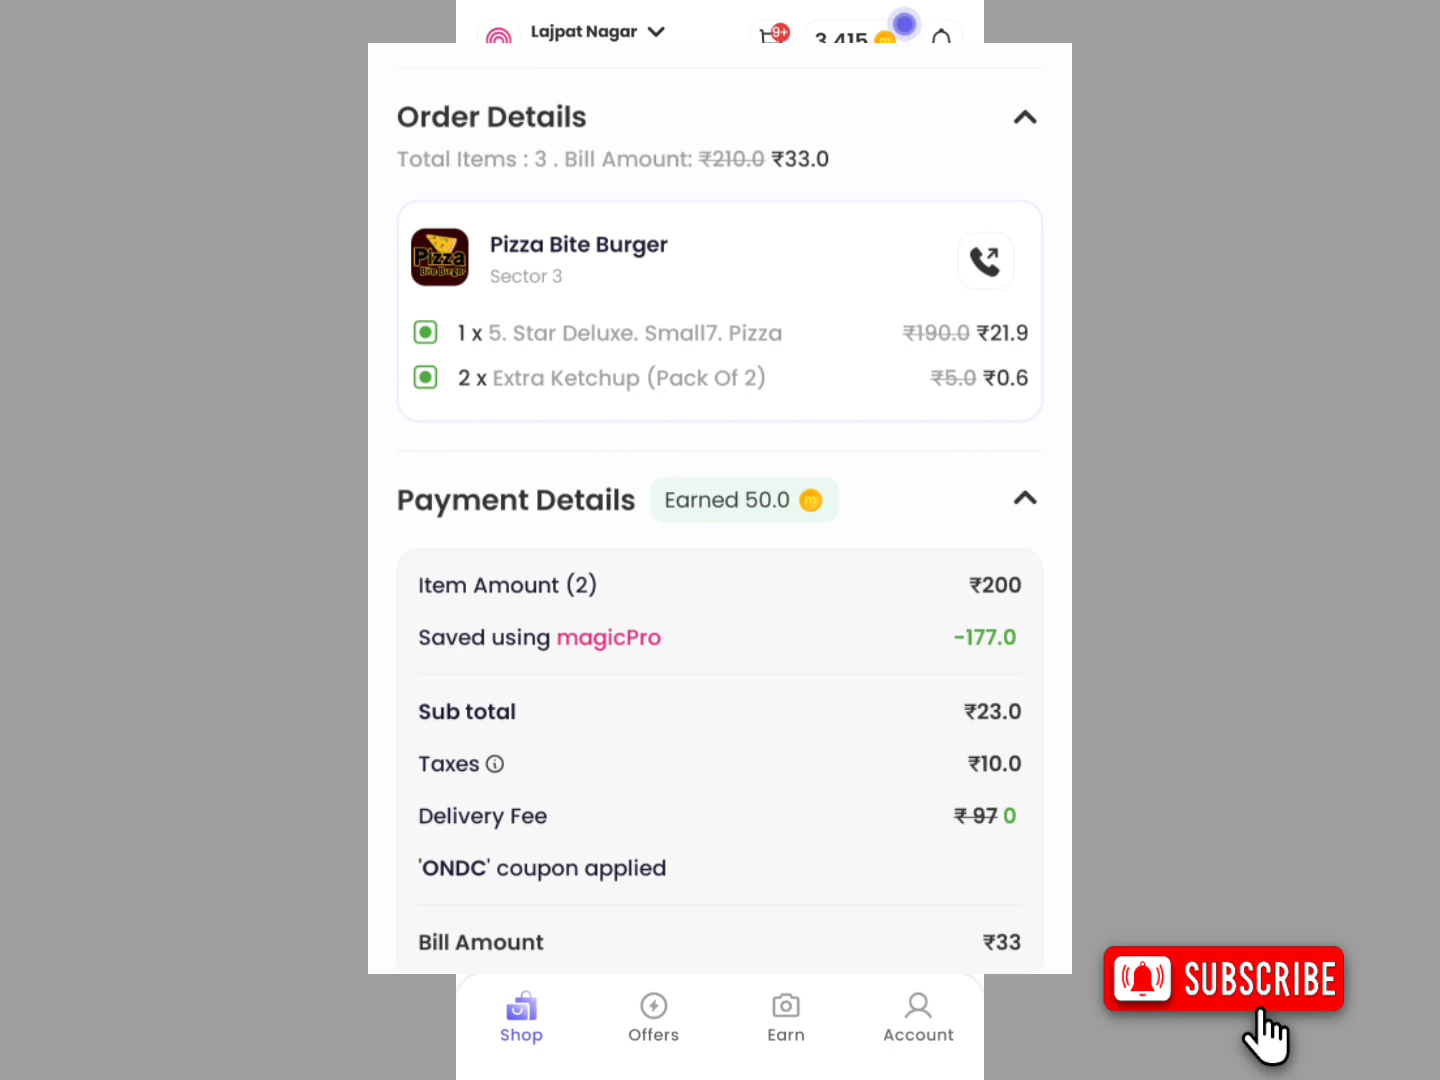 Lajpat Nagar
9+
3,415
Order Details
Total Items : 3 . Bill Amount: ₹210.0 ₹33.0
Pizza Bite Burger
Pizza Bite Burger
Sector 3
1 x 5. Star Deluxe. Small7. Pizza ₹190.0 ₹21.9
2 x Extra Ketchup (Pack Of 2) ₹5.0 ₹0.6
Payment Details Earned 50.0
Item Amount (2) ₹200
Saved using magicPro -177.0
Sub total ₹23.0
Taxes ₹10.0
Delivery Fee ₹ 97 0
'ONDC' coupon applied
Bill Amount ₹33
SUBSCRIBE
Shop Offers Earn Account